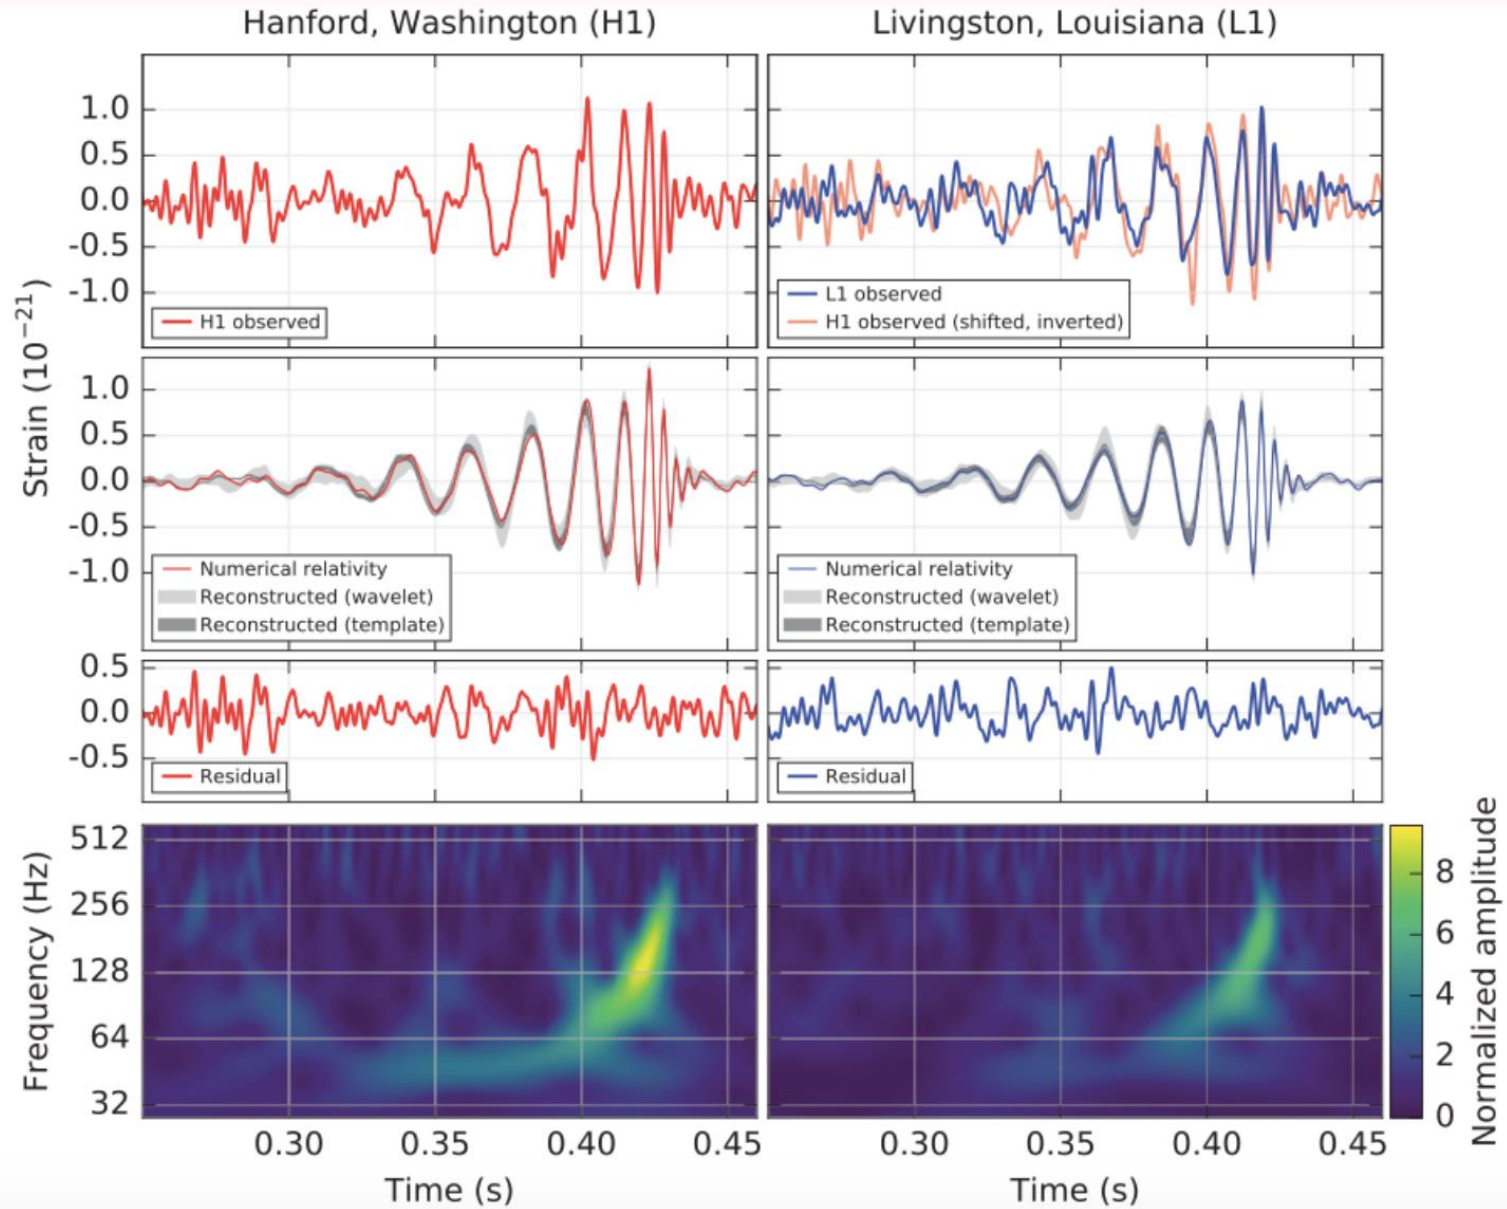 Hanford, Washington (H1)
Livingston, Louisiana (L1)
Strain (10⁻²¹)
1.0
0.5
0.0
-0.5
-1.0
H1 observed
L1 observed
H1 observed (shifted, inverted)
1.0
0.5
0.0
-0.5
-1.0
Numerical relativity
Reconstructed (wavelet)
Reconstructed (template)
Numerical relativity
Reconstructed (wavelet)
Reconstructed (template)
0.5
0.0
-0.5
Residual
Residual
Frequency (Hz)
512
256
128
64
32
Normalized amplitude
8
6
4
2
0
0.30 0.35 0.40 0.45
0.30 0.35 0.40 0.45
Time (s)
Time (s)